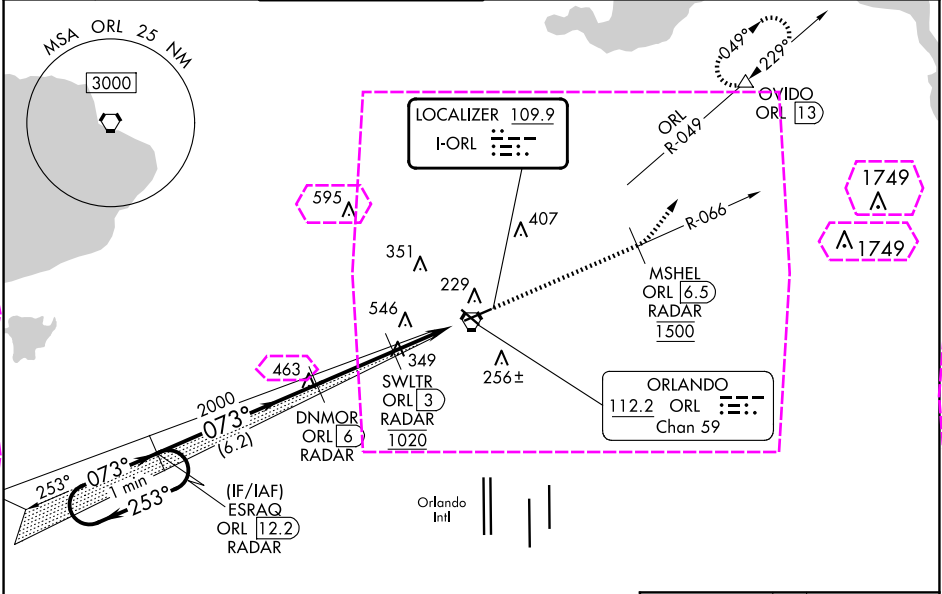 MSA ORL 25 NM
3000
LOCALIZER 109.9
I-ORL
049°
229°
OVIDO
ORL 13
ORL
R-049
595
407
1749
1749
R-066
351
229
MSHEL
ORL 6.5
RADAR
1500
546
349
463
256±
SWLTR
ORL 3
RADAR
1020
ORLANDO
112.2 ORL
Chan 59
2000
073°
(6.2)
DNMOR
ORL 6
RADAR
253°
073°
1 min
253°
(IF/IAF)
ESRAQ
ORL 12.2
RADAR
Orlando
Intl